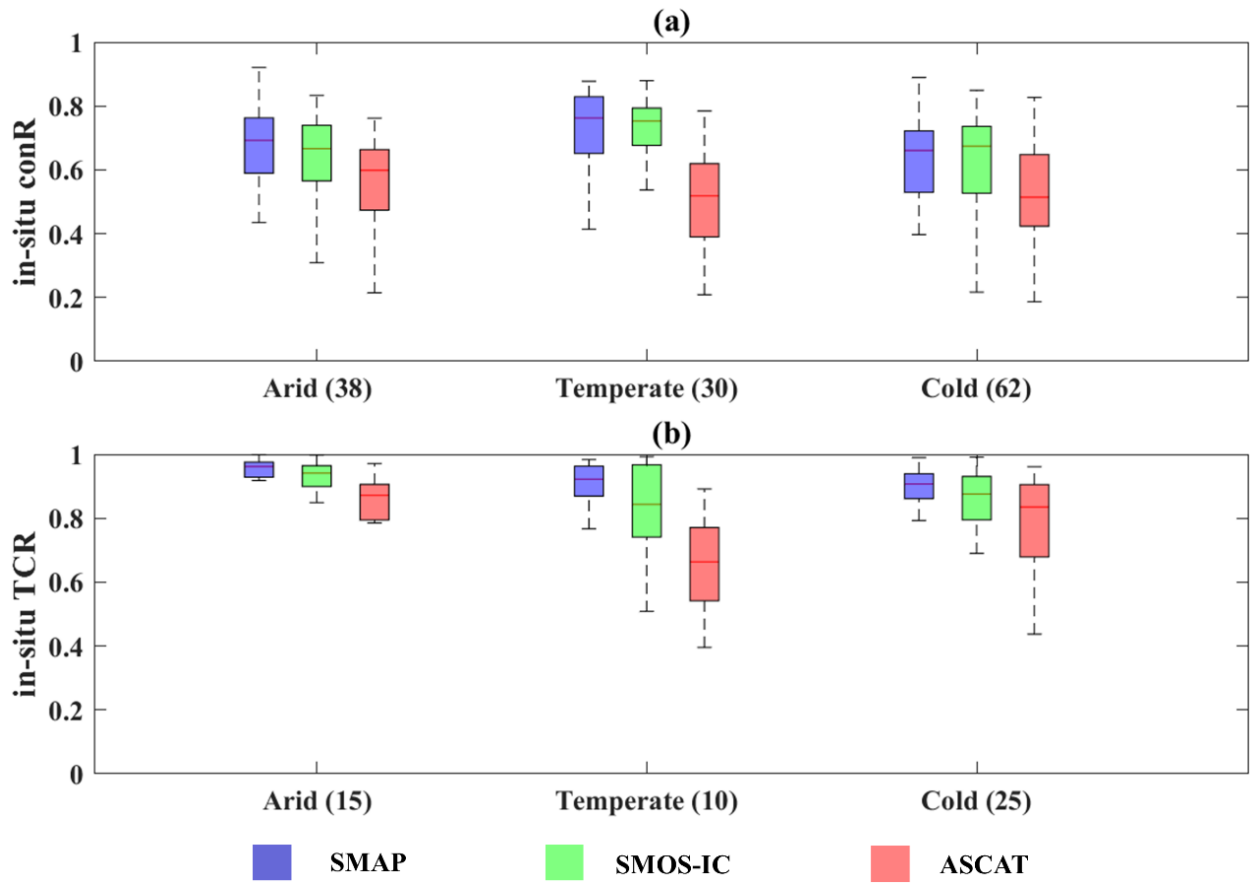 (a)
1
0.8
0.6
0.4
0.2
0
in-situ conR
Arid (38) Temperate (30) Cold (62)
(b)
1
0.8
0.6
0.4
0.2
0
in-situ TCR
Arid (15) Temperate (10) Cold (25)
SMAP SMOS-IC ASCAT